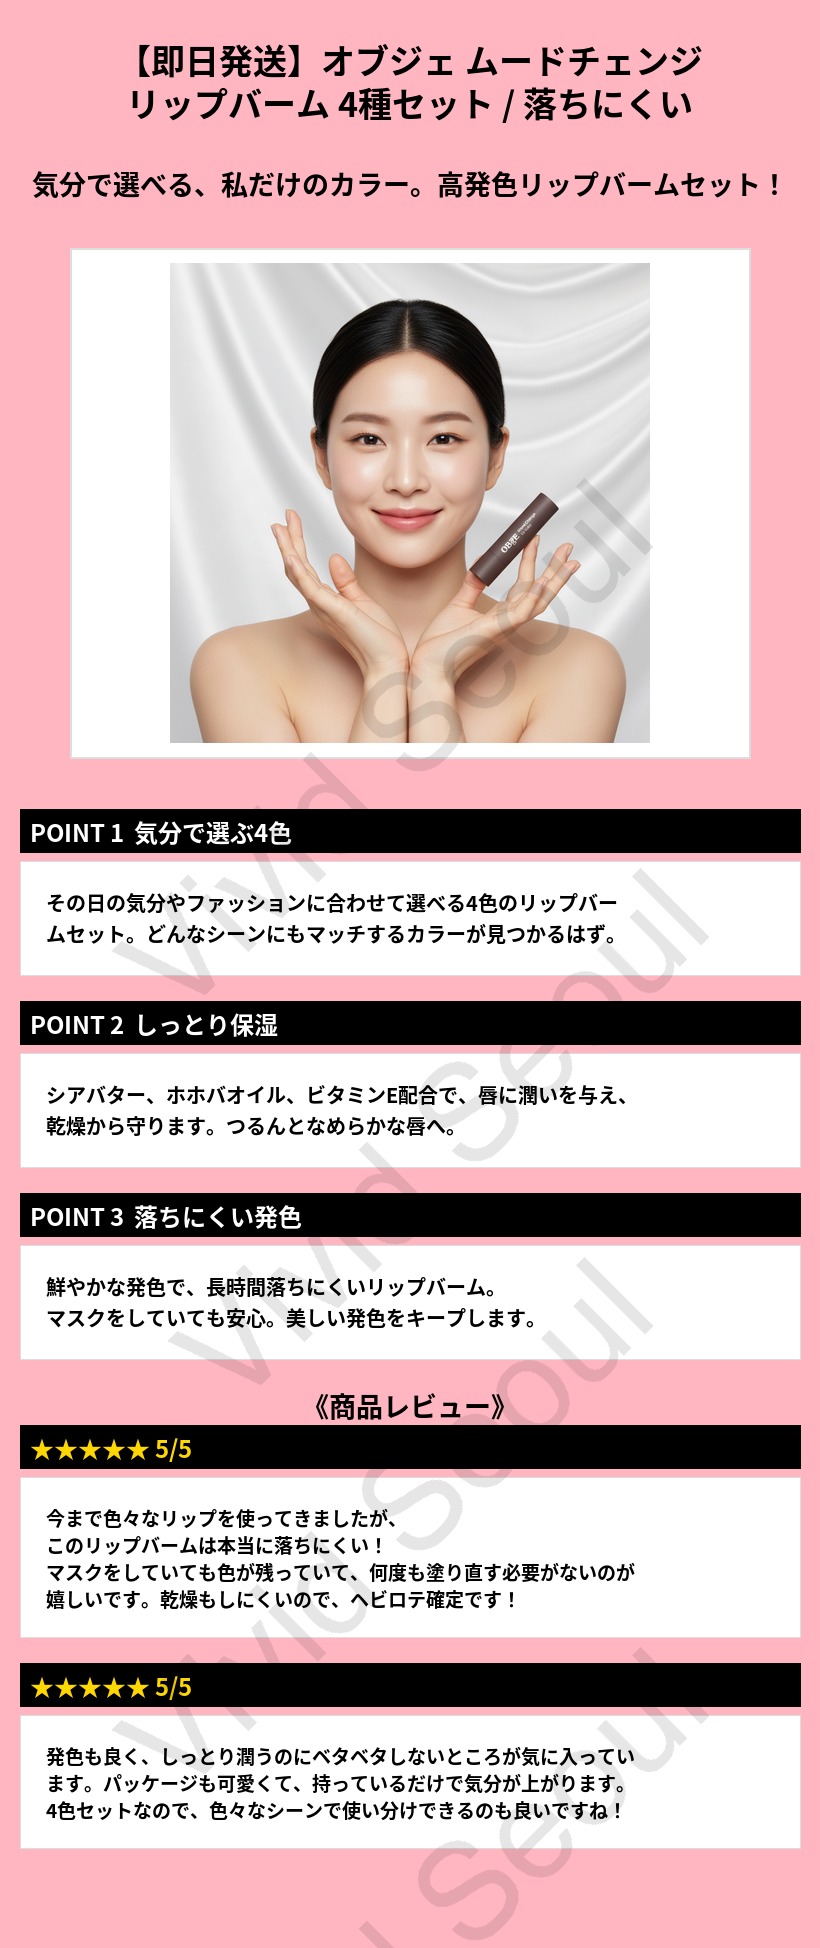 【即日発送】オブジェ ムードチェンジ
リップバーム 4種セット / 落ちにくい
気分で選べる、私だけのカラー。高発色リップバームセット！
POINT 1 気分で選ぶ4色
その日の気分やファッションに合わせて選べる4色のリップバー
ムセット。どんなシーンにもマッチするカラーが見つかるはず。
POINT 2 しっとり保湿
シアバター、ホホバオイル、ビタミンE配合で、唇に潤いを与え、
乾燥から守ります。つるんとなめらかな唇へ。
POINT 3 落ちにくい発色
鮮やかな発色で、長時間落ちにくいリップバーム。
マスクをしていても安心。美しい発色をキープします。
《商品レビュー》
★★★★★ 5/5
今まで色々なリップを使ってきましたが、
このリップバームは本当に落ちにくい！
マスクをしていても色が残っていて、何度も塗り直す必要がないのが
嬉しいです。乾燥もしにくいので、ヘビロテ確定です！
★★★★★ 5/5
発色も良く、しっとり潤うのにベタベタしないところが気に入ってい
ます。パッケージも可愛くて、持っているだけで気分が上がります。
4色セットなので、色々なシーンで使い分けできるのも良いですね！
Vivid Seoul
Vivid Seoul
Vivid Seoul
Vivid Seoul